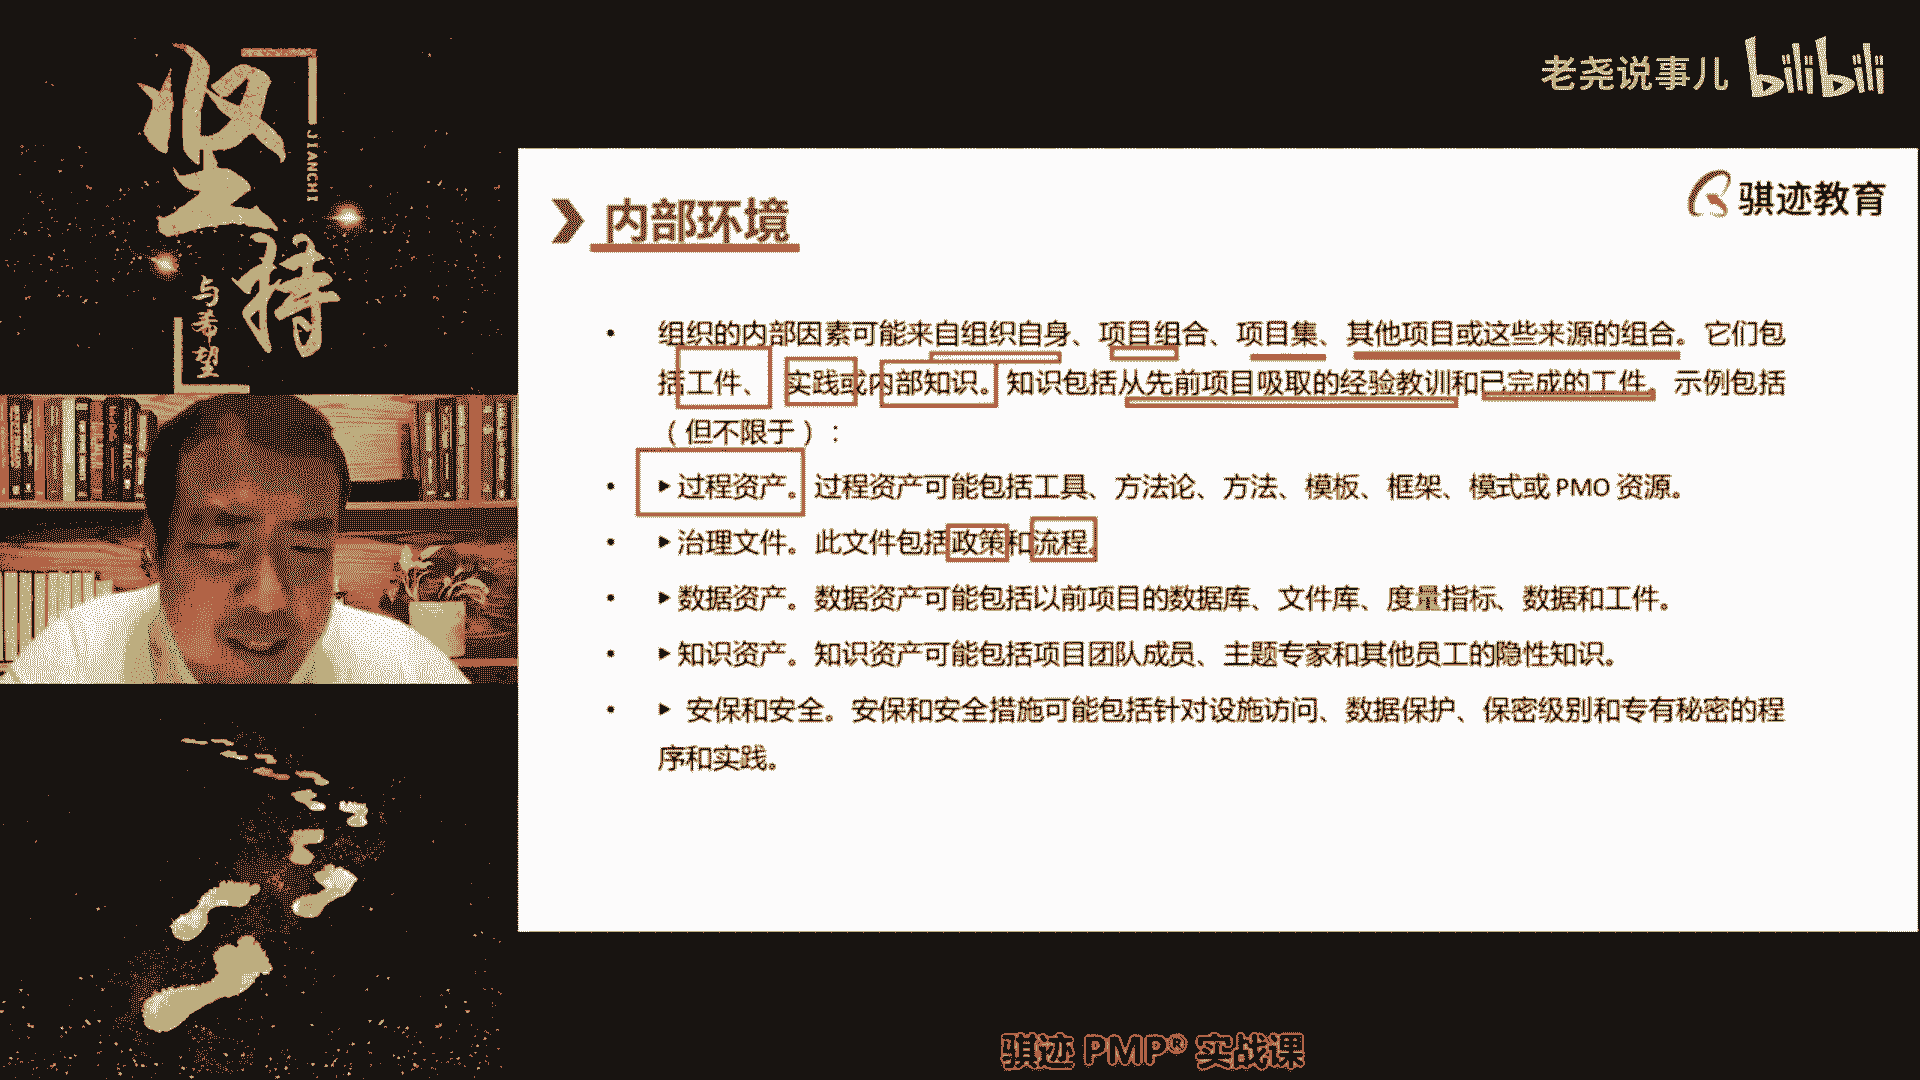 坚持
JIANCHI
与希望
老尧说事儿 bilibili
骐迹教育
内部环境
• 组织的内部因素可能来自组织自身、项目组合、项目集、其他项目或这些来源的组合。它们包
括工件、实践或内部知识。知识包括从先前项目吸取的经验教训和已完成的工件。示例包括
（但不限于）：
• ▶过程资产。过程资产可能包括工具、方法论、方法、模板、框架、模式或 PMO 资源。
• ▶治理文件。此文件包括政策和流程。
• ▶数据资产。数据资产可能包括以前项目的数据库、文件库、度量指标、数据和工件。
• ▶知识资产。知识资产可能包括项目团队成员、主题专家和其他员工的隐性知识。
• ▶ 安保和安全。安保和安全措施可能包括针对设施访问、数据保护、保密级别和专有秘密的程
序和实践。
骐迹 PMP® 实战课